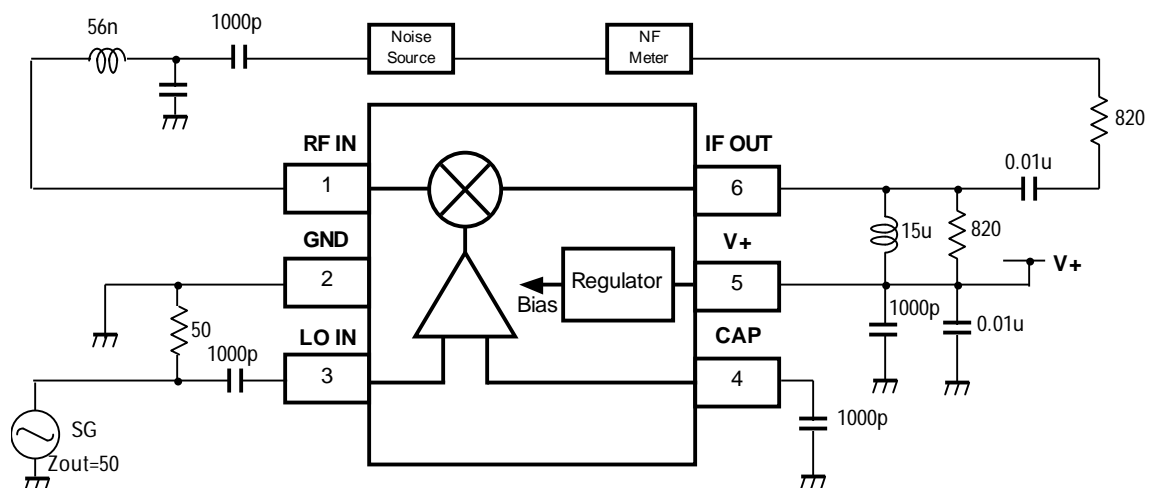 56n
1000p
Noise
Source
NF
Meter
820
RF IN
1
IF OUT
6
0.01u
GND
2
15u
820
V+
5
V+
Regulator
Bias
50
LO IN
3
1000p
CAP
4
1000p
0.01u
1000p
SG
Zout=50